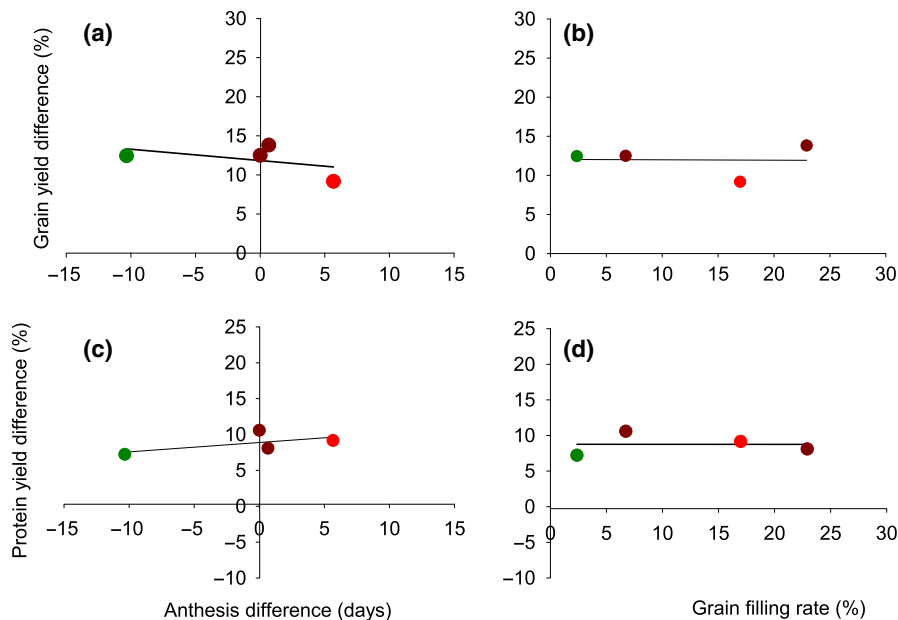 (a)
(b)
Grain yield difference (%)
30
25
20
15
10
5
0
–15 –10 –5 0 5 10 15
30
25
20
15
10
5
0
0 5 10 15 20 25 30
(c)
(d)
Protein yield difference (%)
25
20
15
10
5
0
–5
–10
–15 –10 –5 0 5 10 15
25
20
15
10
5
0
–5
–10
0 5 10 15 20 25 30
Anthesis difference (days)
Grain filling rate (%)